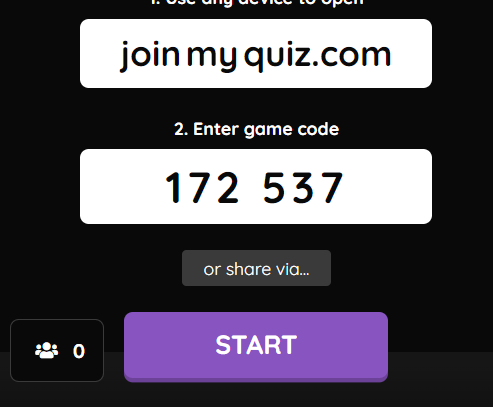 1. Use any device to open
joinmyquiz.com
2. Enter game code
172 537
or share via...
0
START